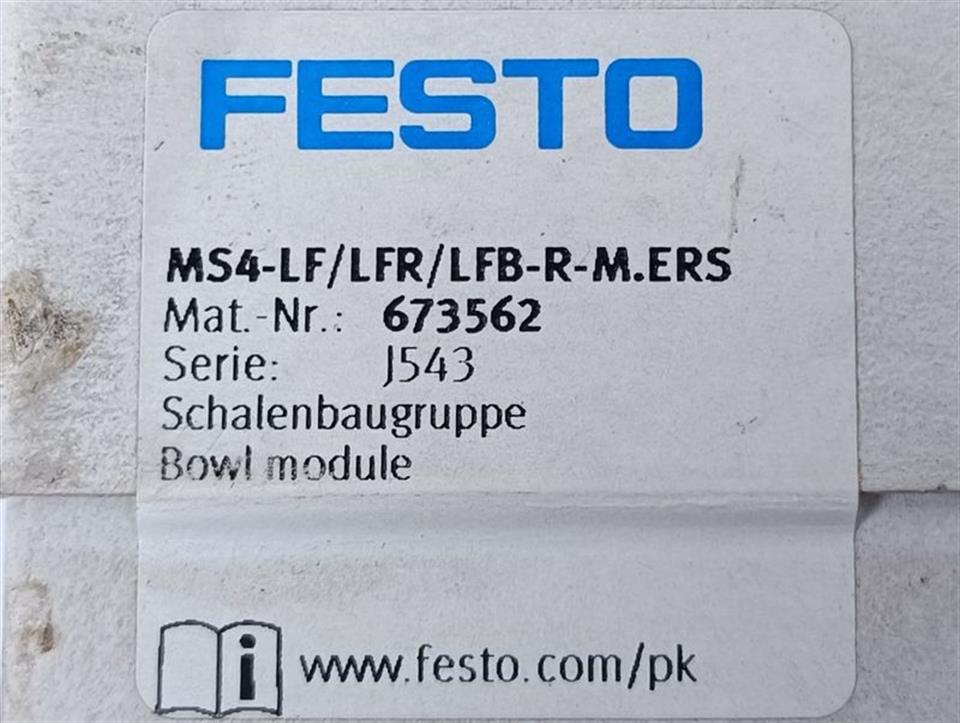 FESTO
MS4-LF/LFR/LFB-R-M.ERS
Mat.-Nr.: 673562
Serie: J543
Schalenbaugruppe
Bowl module
i www.festo.com/pk